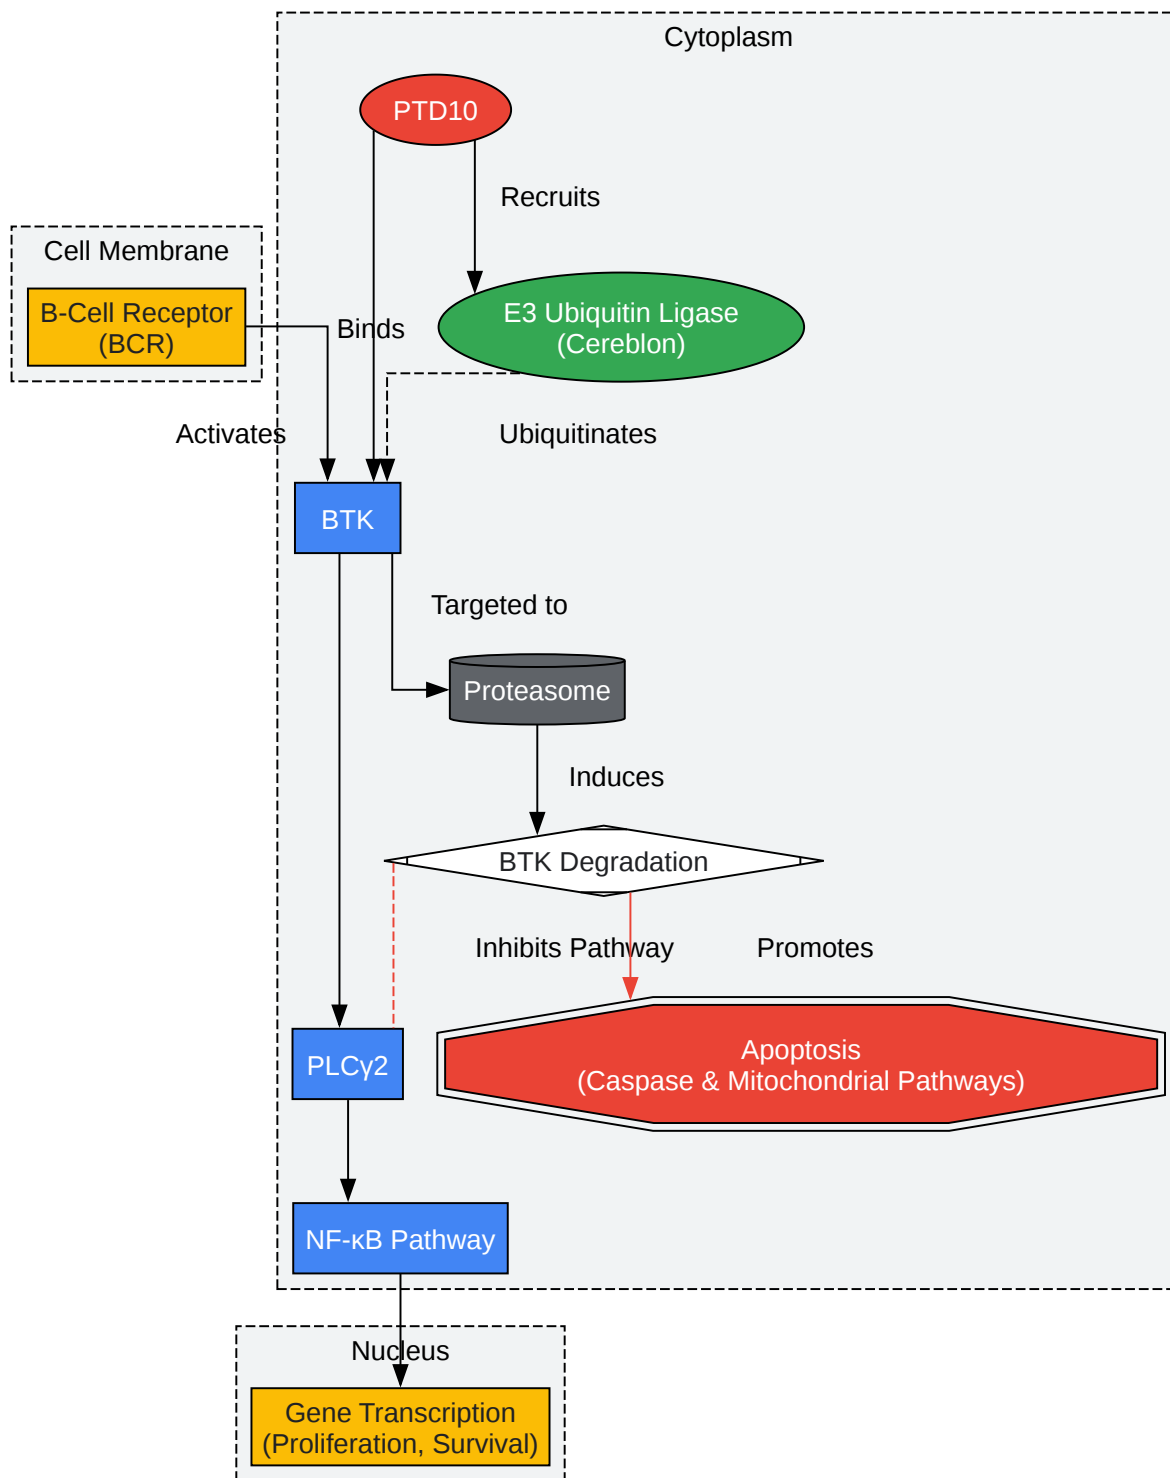 Cytoplasm
PTD10
Recruits
Cell Membrane
B-Cell Receptor
(BCR)
Binds
E3 Ubiquitin Ligase
(Cereblon)
Activates
Ubiquitinates
BTK
Targeted to
Proteasome
Induces
BTK Degradation
Inhibits Pathway
Promotes
PLCγ2
Apoptosis
(Caspase & Mitochondrial Pathways)
NF-κB Pathway
Nucleus
Gene Transcription
(Proliferation, Survival)